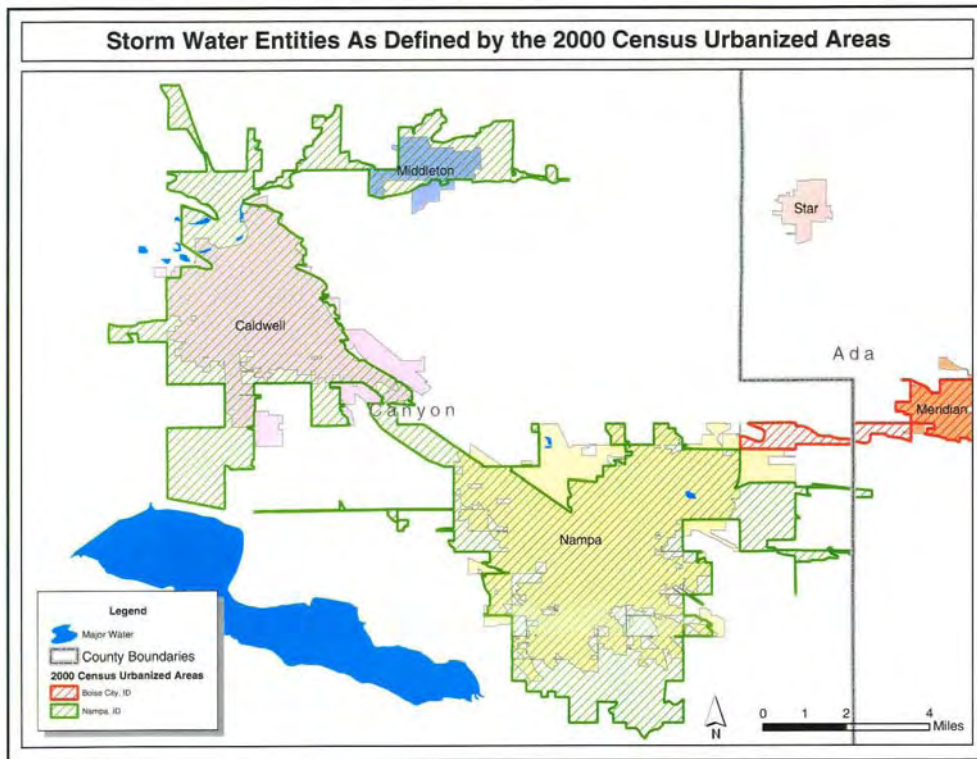 Storm Water Entities As Defined by the 2000 Census Urbanized Areas
Middleton
Star
Caldwell
Ada
Canyon
Meridian
Nampa
Legend
Major Water
County Boundaries
2000 Census Urbanized Areas
Boise City, ID
Nampa, ID
N
0 1 2 4
Miles